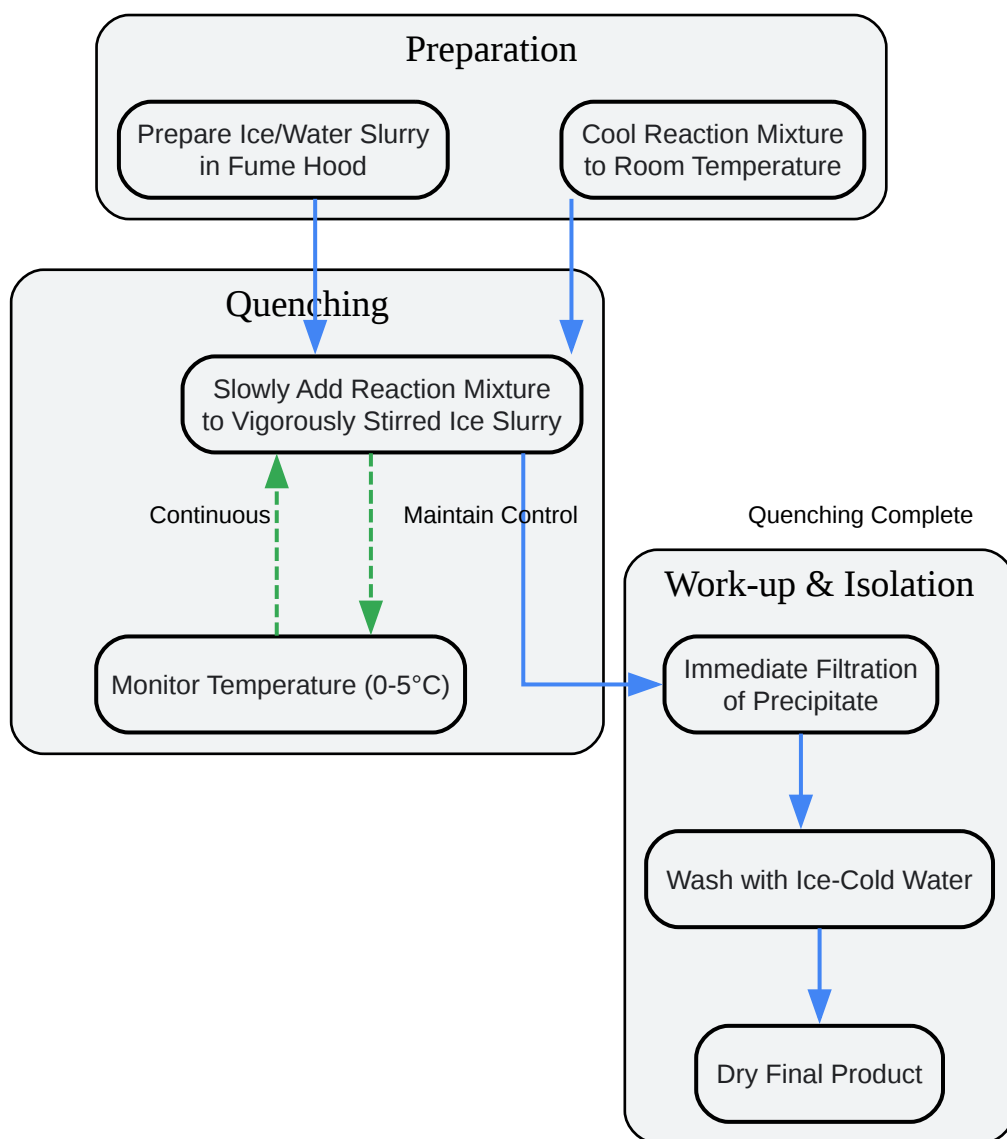 Preparation
Prepare Ice/Water Slurry
in Fume Hood
Cool Reaction Mixture
to Room Temperature
Quenching
Slowly Add Reaction Mixture
to Vigorously Stirred Ice Slurry
Continuous
Maintain Control
Monitor Temperature (0-5°C)
Quenching Complete
Work-up & Isolation
Immediate Filtration
of Precipitate
Wash with Ice-Cold Water
Dry Final Product